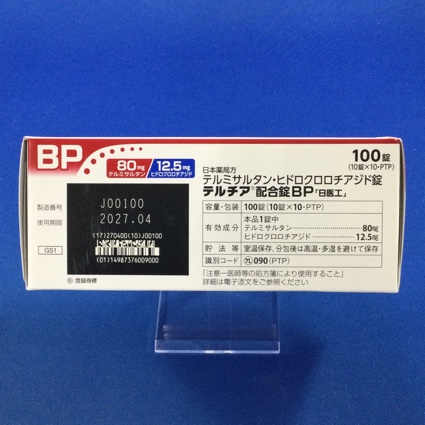 BP
80mg
テルミサルタン
12.5mg
ヒドロクロロチアジド
100錠
(10錠×10・PTP)
日本薬局方
テルミサルタン・ヒドロクロロチアジド錠
テルチア®配合錠BP「日医工」
製造番号
使用期限
J00100
2027.04
(17)270400(10)J00100
(01)14987376009000
GS1
®:登録商標
容量・包装 100錠(10錠×10・PTP)
有効成分 本品1錠中
テルミサルタン 80mg
ヒドロクロロチアジド 12.5mg
貯法等 室温保存、分包後は高温・多湿を避けて保存
識別コード 090(PTP)
「注意ー医師等の処方箋により使用すること」
詳細は電子添文をご参照ください